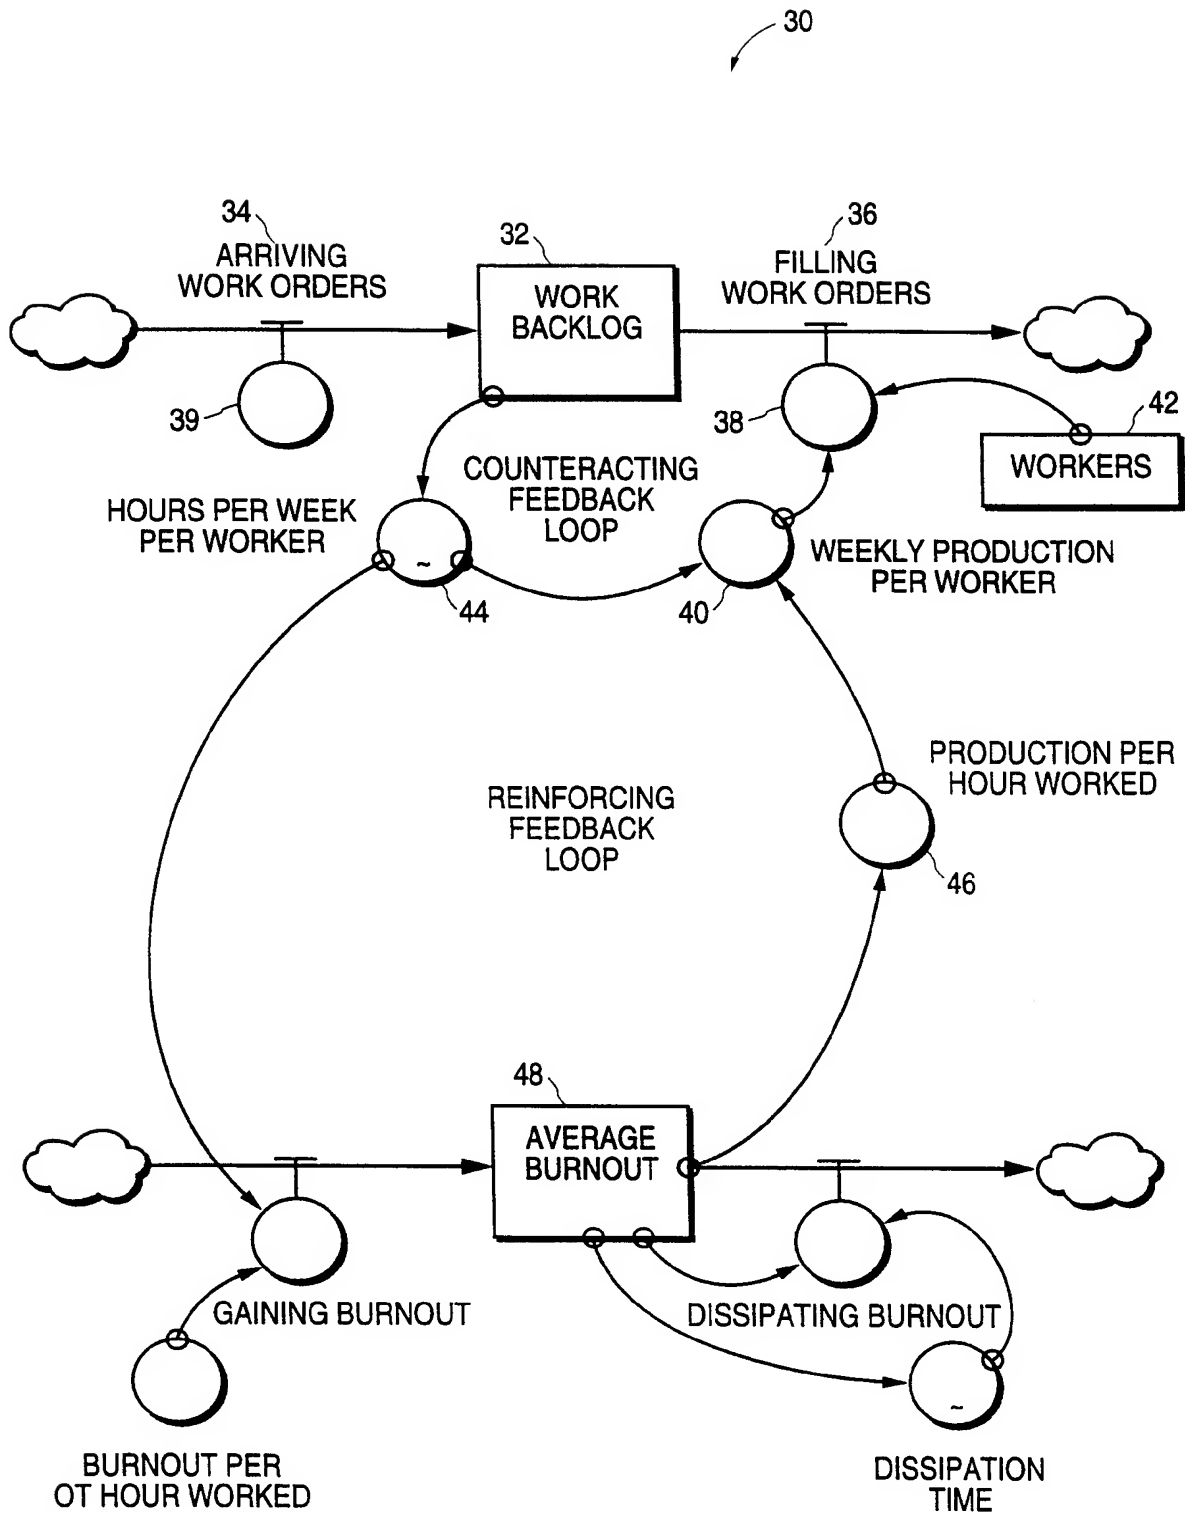 30
34
ARRIVING
WORK ORDERS
32
WORK
BACKLOG
36
FILLING
WORK ORDERS
39
38
42
WORKERS
HOURS PER WEEK
PER WORKER
COUNTERACTING
FEEDBACK
LOOP
~
44
40
WEEKLY PRODUCTION
PER WORKER
PRODUCTION PER
HOUR WORKED
REINFORCING
FEEDBACK
LOOP
46
48
AVERAGE
BURNOUT
GAINING BURNOUT
DISSIPATING BURNOUT
~
BURNOUT PER
OT HOUR WORKED
DISSIPATION
TIME